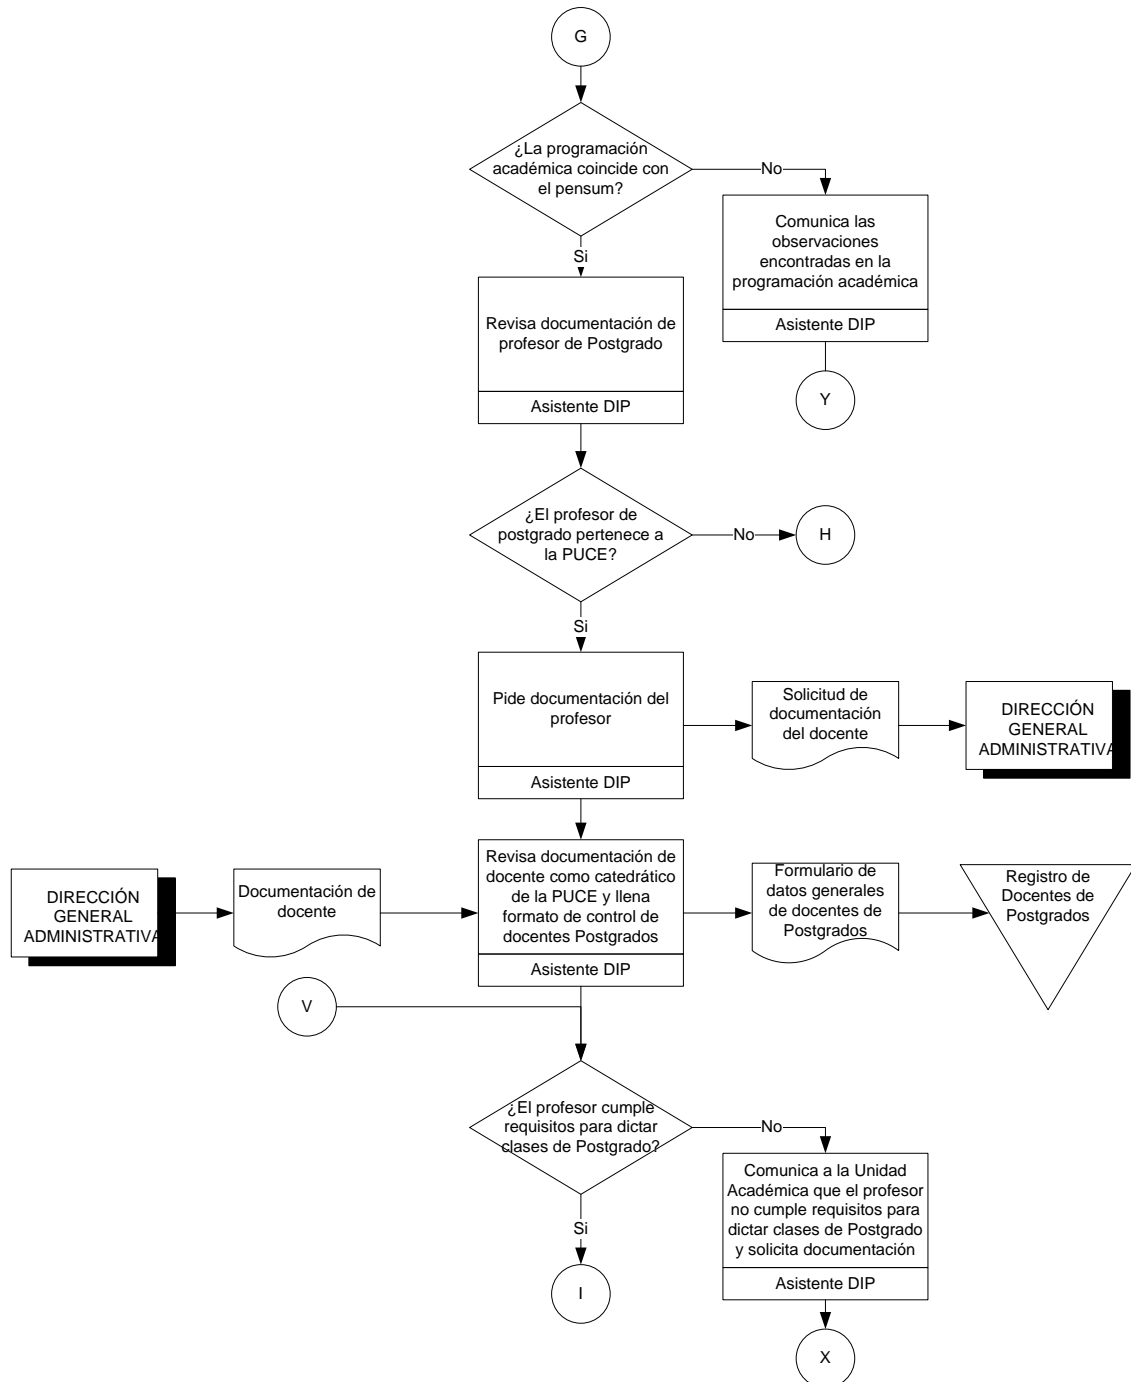 G
¿La programación
académica coincide con
el pensum?
No
Si
Comunica las
observaciones
encontradas en la
programación académica
Asistente DIP
Revisa documentación de
profesor de Postgrado
Asistente DIP
Y
¿El profesor de
postgrado pertenece a
la PUCE?
No
H
Si
Pide documentación del
profesor
Asistente DIP
Solicitud de
documentación
del docente
DIRECCIÓN
GENERAL
ADMINISTRATIVA
DIRECCIÓN
GENERAL
ADMINISTRATIVA
Documentación de
docente
Revisa documentación de
docente como catedrático
de la PUCE y llena
formato de control de
docentes Postgrados
Asistente DIP
Formulario de
datos generales
de docentes de
Postgrados
Registro de
Docentes de
Postgrados
V
¿El profesor cumple
requisitos para dictar
clases de Postgrado?
No
Si
Comunica a la Unidad
Académica que el profesor
no cumple requisitos para
dictar clases de Postgrado
y solicita documentación
Asistente DIP
I
X